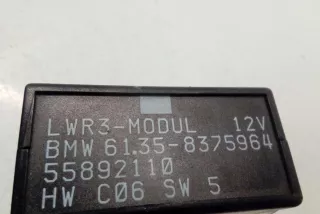 LWR3-MODUL 12V
BMW 61.35-8375964
55892110
HW C06 SW 5